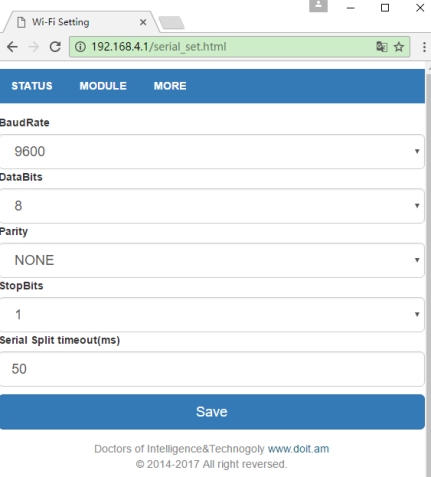 Wi-Fi Setting
192.168.4.1/serial_set.html
STATUS MODULE MORE
BaudRate
9600
DataBits
8
Parity
NONE
StopBits
1
Serial Split timeout(ms)
50
Save
Doctors of Intelligence&Technogoly www.doit.am
© 2014-2017 All right reversed.